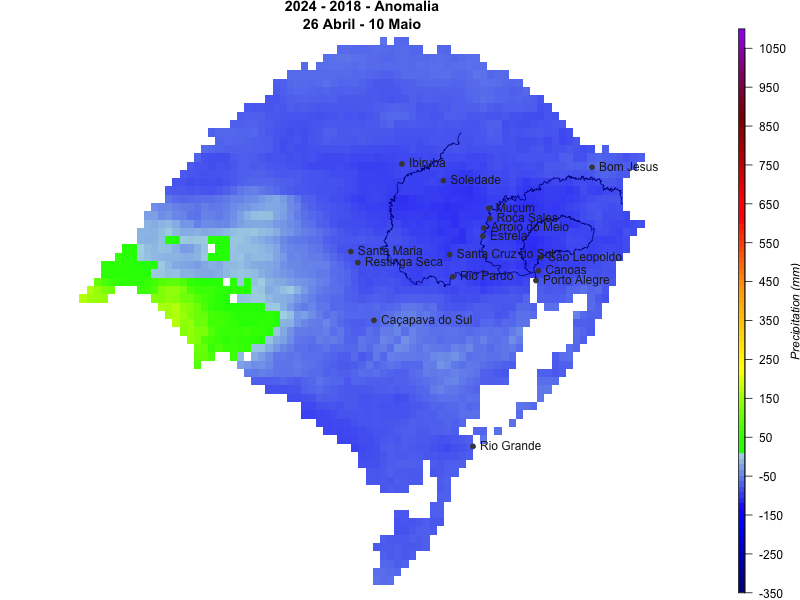 2024 - 2018 - Anomalia
26 Abril - 10 Maio
Ibirubá
Soledade
Bom Jesus
Muçum
Roca Sales
Arroio do Meio
Estrela
Santa Maria
Restinga Seca
Santa Cruz do Sul
São Leopoldo
Canoas
Rio Pardo
Porto Alegre
Caçapava do Sul
Rio Grande
1050
950
850
750
650
550
450
350
250
150
50
-50
-150
-250
-350
Precipitation (mm)